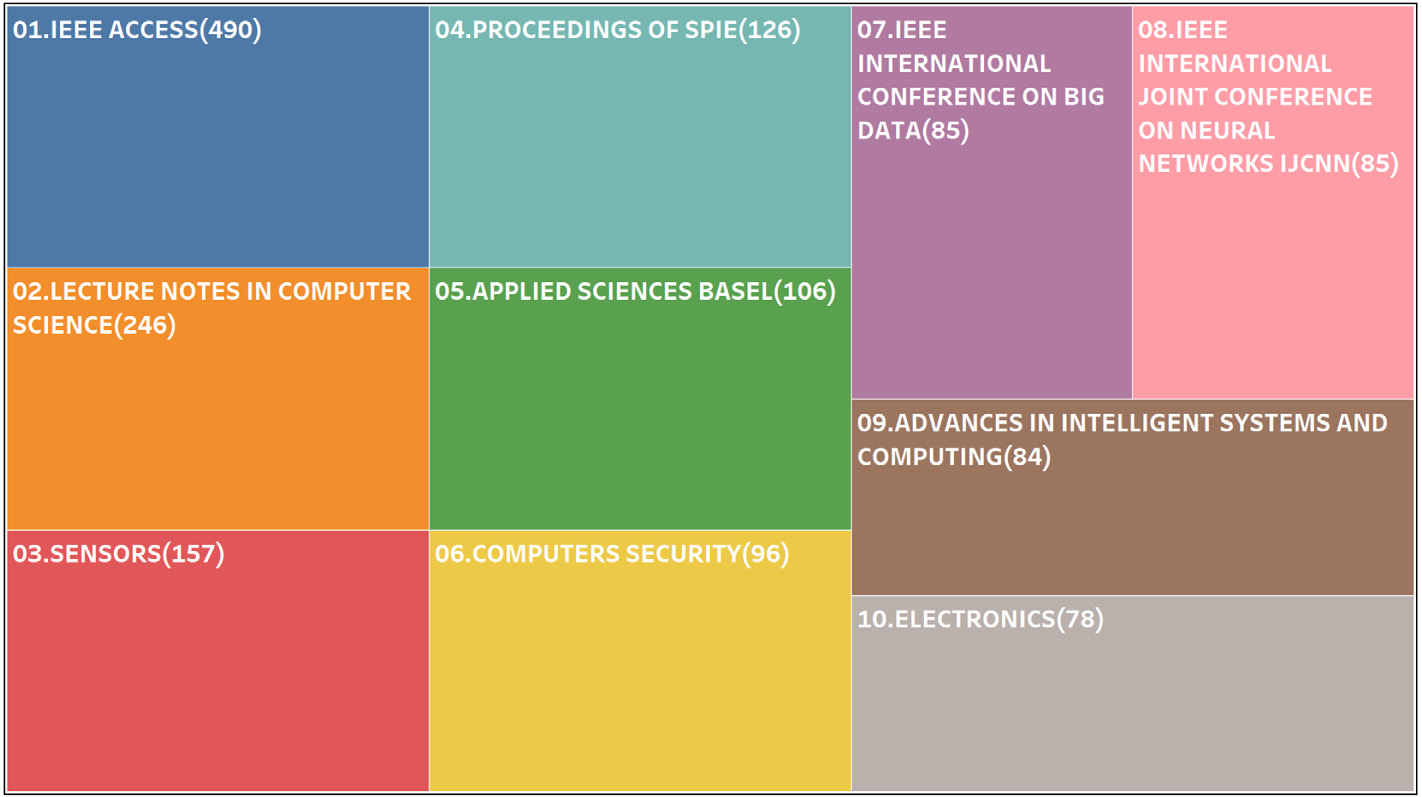 01.IEEE ACCESS(490)
02.LECTURE NOTES IN COMPUTER
SCIENCE(246)
03.SENSORS(157)
04.PROCEEDINGS OF SPIE(126)
05.APPLIED SCIENCES BASEL(106)
06.COMPUTERS SECURITY(96)
07.IEEE
INTERNATIONAL
CONFERENCE ON BIG
DATA(85)
08.IEEE
INTERNATIONAL
JOINT CONFERENCE
ON NEURAL
NETWORKS IJCNN(85)
09.ADVANCES IN INTELLIGENT SYSTEMS AND
COMPUTING(84)
10.ELECTRONICS(78)